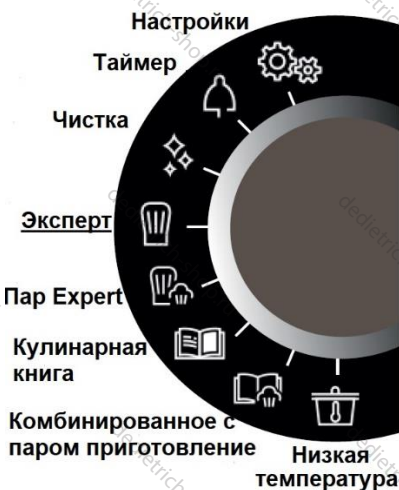 Настройки
Таймер
Чистка
Эксперт
Пар Expert
Кулинарная
книга
Комбинированное с
паром приготовление
Низкая
температура